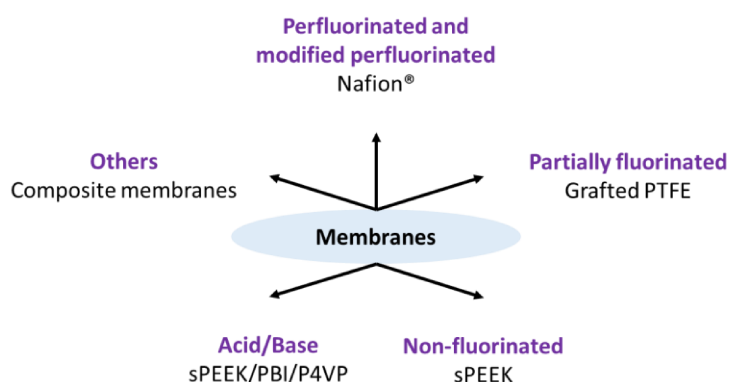 Perfluorinated and
modified perfluorinated
Nafion®
Others
Composite membranes
Partially fluorinated
Grafted PTFE
Membranes
Acid/Base
sPEEK/PBI/P4VP
Non-fluorinated
sPEEK